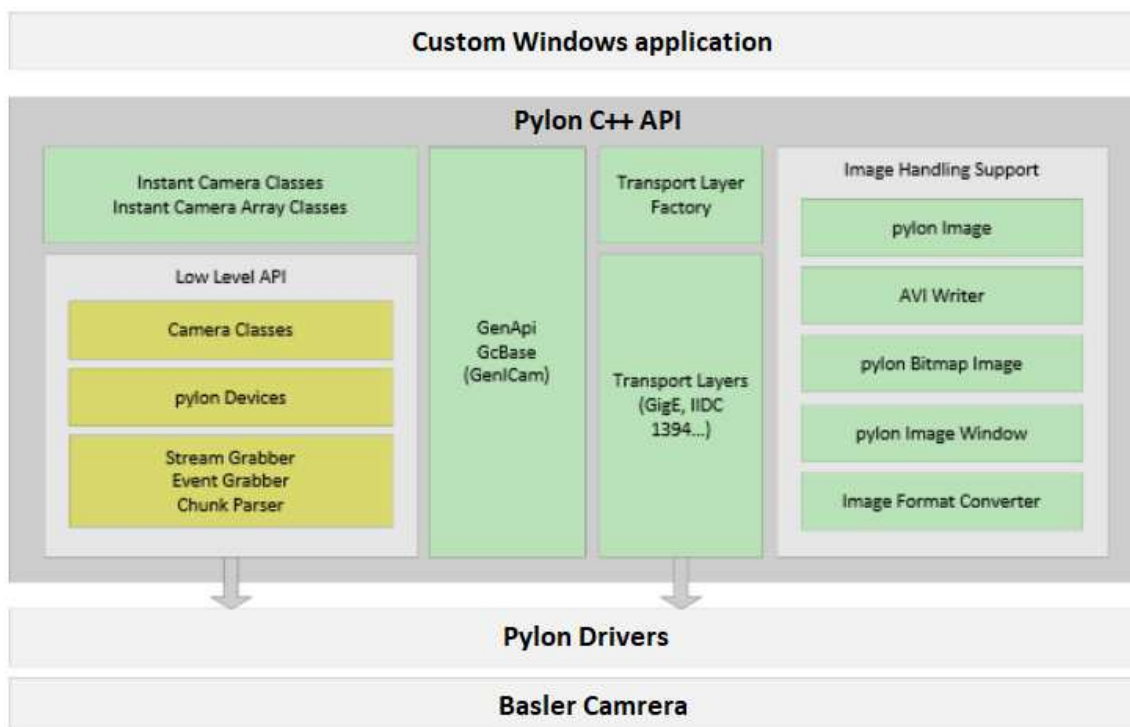 Custom Windows application
Pylon C++ API
Instant Camera Classes
Instant Camera Array Classes
Low Level API
Camera Classes
pylon Devices
Stream Grabber
Event Grabber
Chunk Parser
GenApi
GcBase
(GenICam)
Transport Layer
Factory
Transport Layers
(GigE, IIDC
1394...)
Image Handling Support
pylon Image
AVI Writer
pylon Bitmap Image
pylon Image Window
Image Format Converter
Pylon Drivers
Basler Camrera